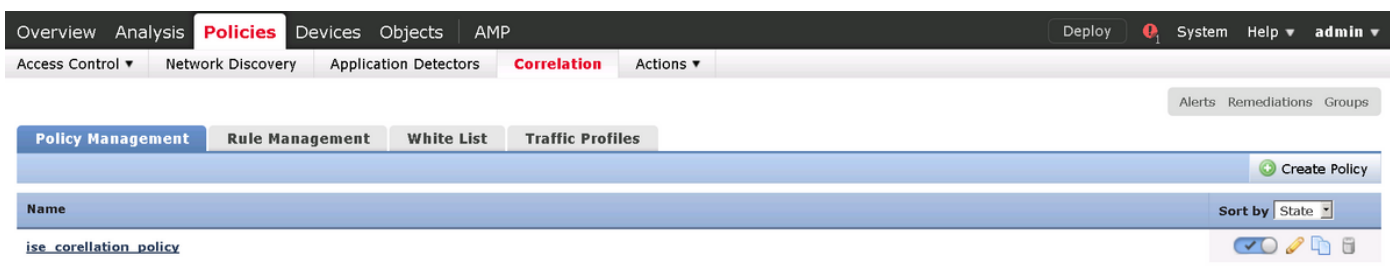 Overview Analysis Policies Devices Objects AMP Deploy 1 System Help ▼ admin ▼
Access Control ▼ Network Discovery Application Detectors Correlation Actions ▼
Alerts Remediations Groups
Policy Management Rule Management White List Traffic Profiles
Create Policy
Name Sort by State
ise_corellation_policy